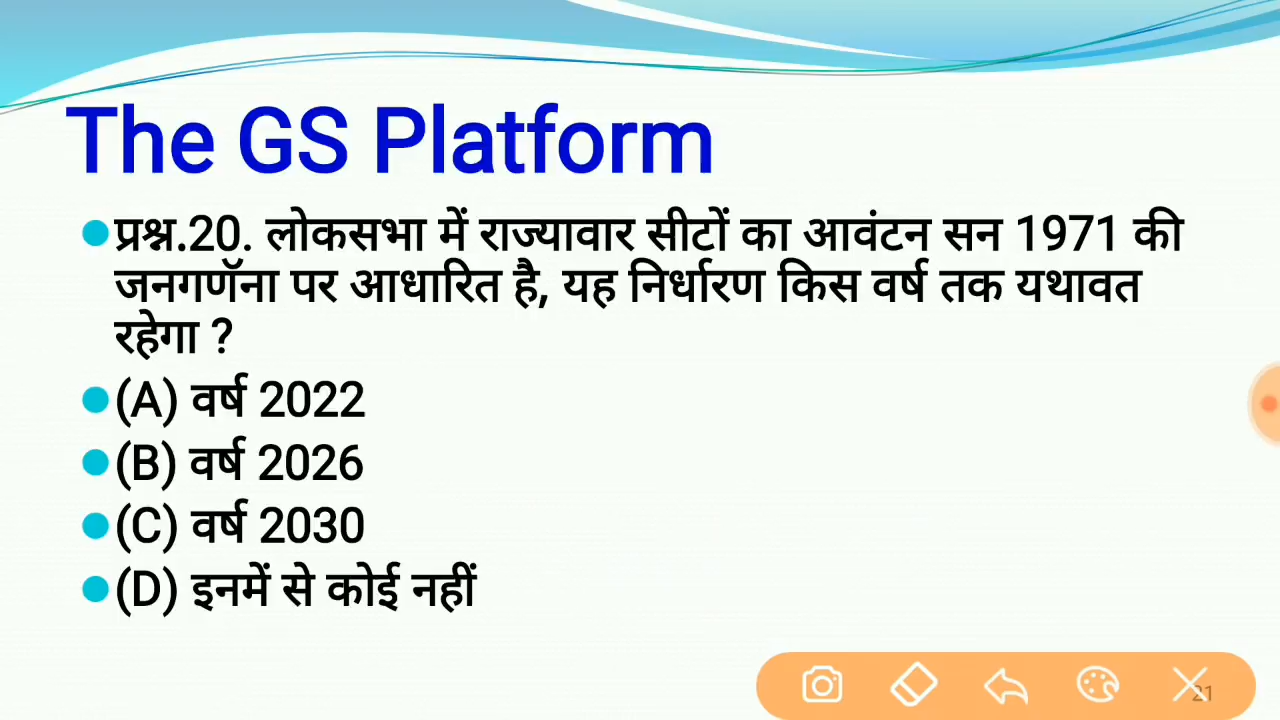 The GS Platform
प्रश्न.20. लोकसभा में राज्यावार सीटों का आवंटन सन 1971 की
जनगणॅना पर आधारित है, यह निर्धारण किस वर्ष तक यथावत
रहेगा ?
(A) वर्ष 2022
(B) वर्ष 2026
(C) वर्ष 2030
(D) इनमें से कोई नहीं
21